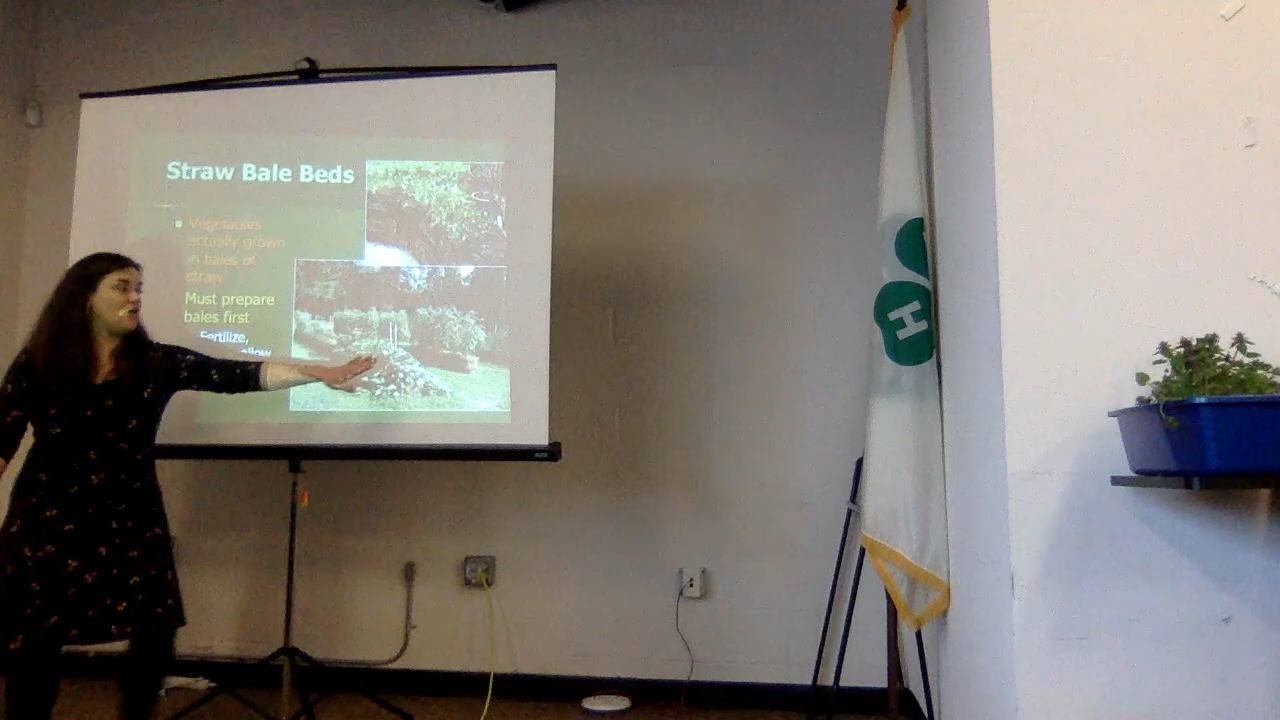 Straw Bale Beds
Vegetables
actually grown
in bales of
straw
Must prepare
bales first
Fertilize,
H